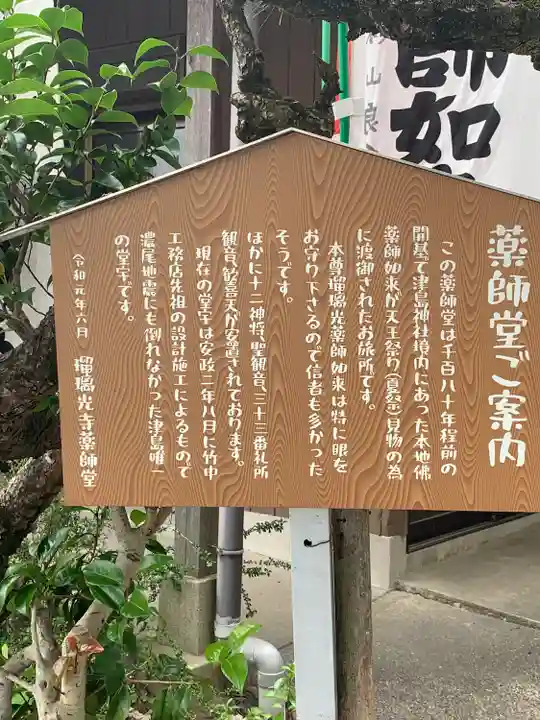 薬師堂ご案内
この薬師堂は千百八十年程前の
開基で津島神社境内にあった本地佛
薬師如来が天王祭り(夏祭)見物の為
に渡御されたお旅所です。
本尊瑠璃光薬師如来は特に眼を
お守り下さるので信者も多かった
そうです。
ほかに十二神将、聖観音、三十三番札所
観音、歓喜天が安置されております。
現在の堂宇は安政二年八月に竹中
工務店先祖の設計施工によるもので
濃尾地震にも倒れなかった津島唯一
の堂宇です。
令和元年六月 瑠璃光寺薬師堂
師如
山良